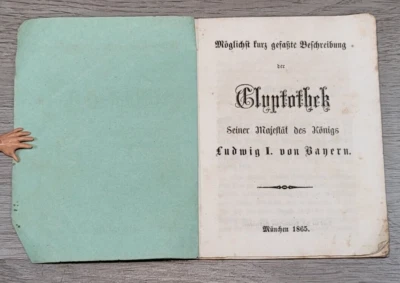 Möglichst kurz gefaßte Beschreibung
der
Glyptothek
Seiner Majestät des Königs
Ludwig I. von Bayern.
München 1865.